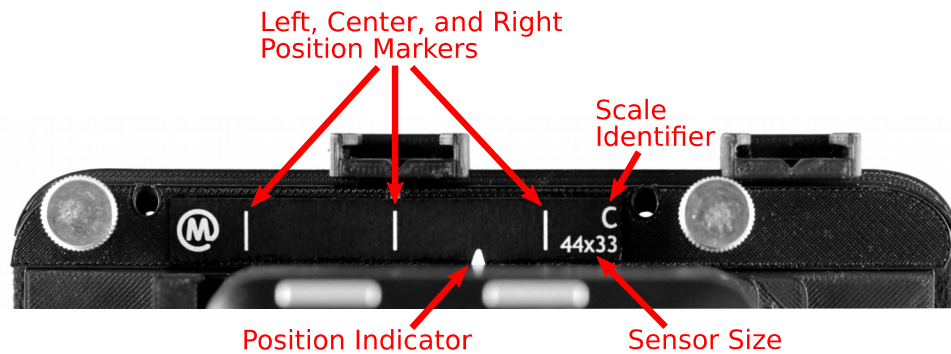 Left, Center, and Right
Position Markers
Scale
Identifier
M
C
44x33
Position Indicator
Sensor Size